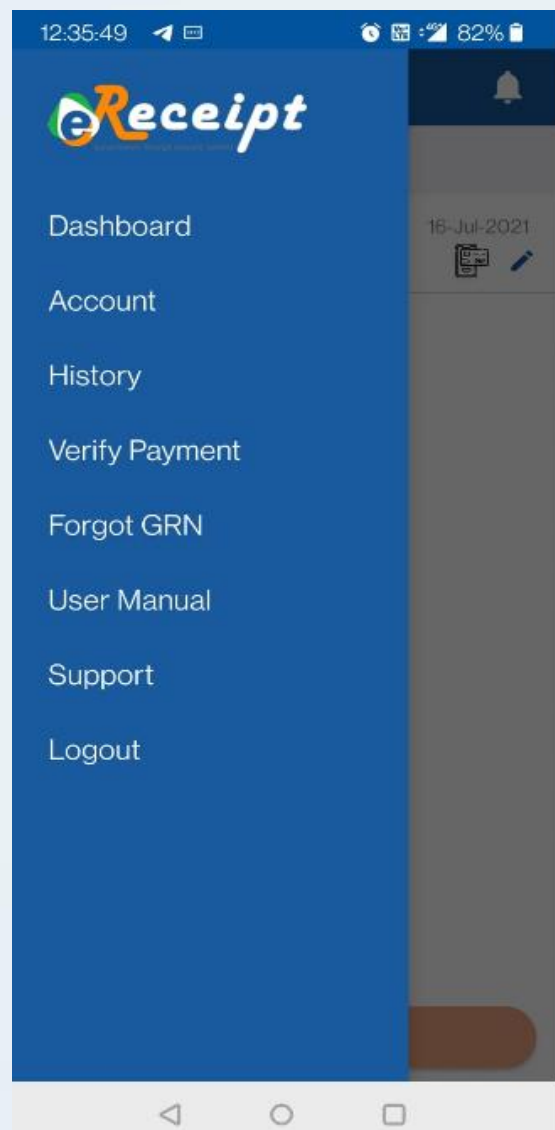 12:35:49 82%
eReceipt
16-Jul-2021
Dashboard
Account
History
Verify Payment
Forgot GRN
User Manual
Support
Logout